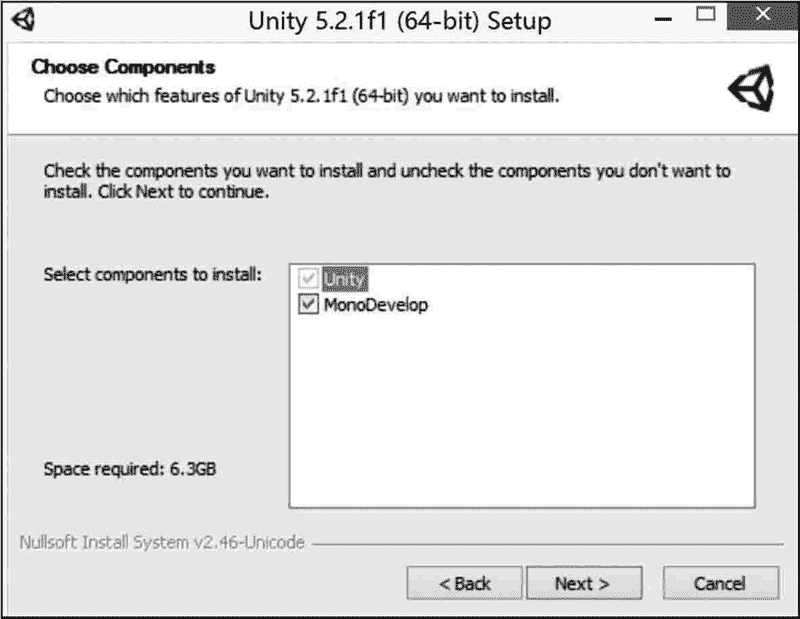 Unity 5.2.1f1 (64-bit) Setup
Choose Components
Choose which features of Unity 5.2.1f1 (64-bit) you want to install.
Check the components you want to install and uncheck the components you don't want to
install. Click Next to continue.
Select components to install:
Unity
MonoDevelop
Space required: 6.3GB
Nullsoft Install System v2.46-Unicode
< Back
Next >
Cancel